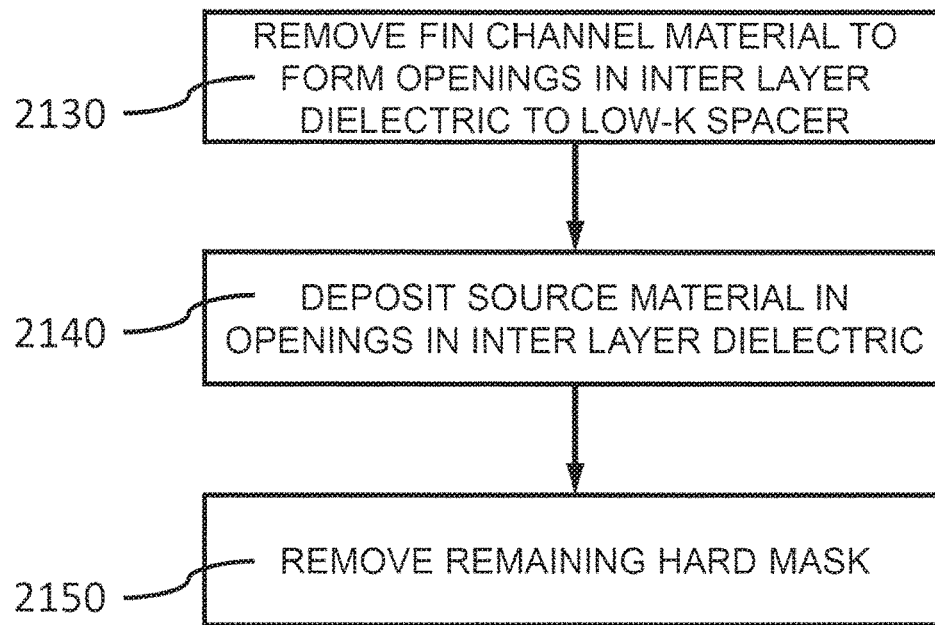 REMOVE FIN CHANNEL MATERIAL TO
FORM OPENINGS IN INTER LAYER
DIELECTRIC TO LOW-K SPACER
2130
DEPOSIT SOURCE MATERIAL IN
OPENINGS IN INTER LAYER DIELECTRIC
2140
REMOVE REMAINING HARD MASK
2150